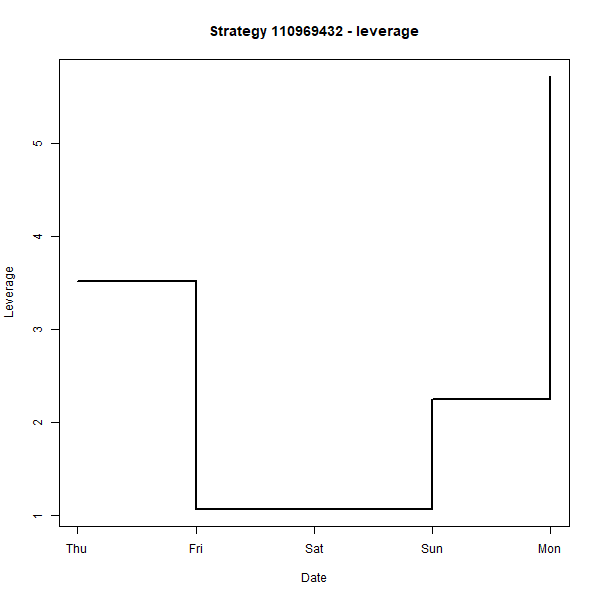 Strategy 110969432 - leverage
Leverage
5
4
3
2
1
Thu Fri Sat Sun Mon
Date